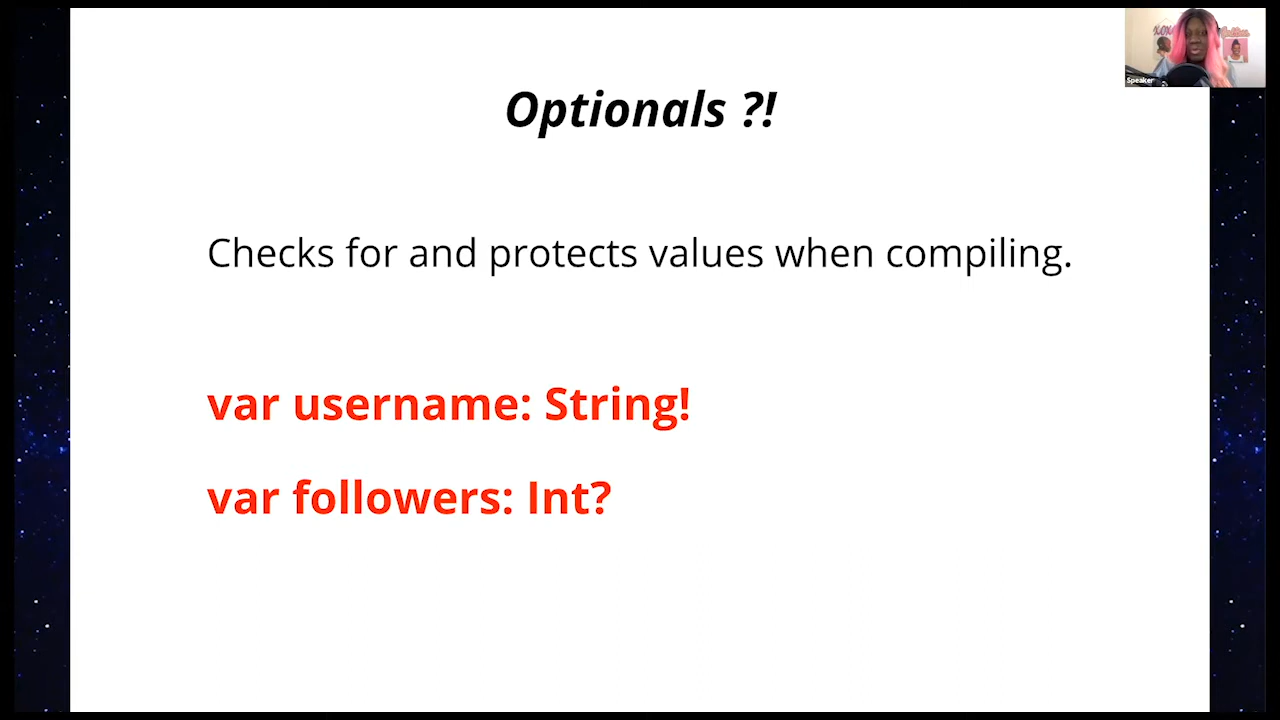 Optionals ?!
Speaker
Checks for and protects values when compiling.
var username: String!
var followers: Int?